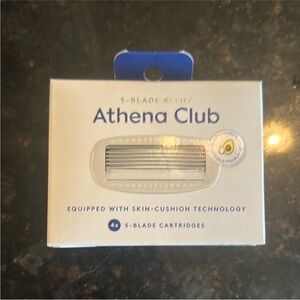 5-BLADE
Athena Club
EQUIPPED WITH SKIN-CUSHION TECHNOLOGY
4x 5-BLADE CARTRIDGES